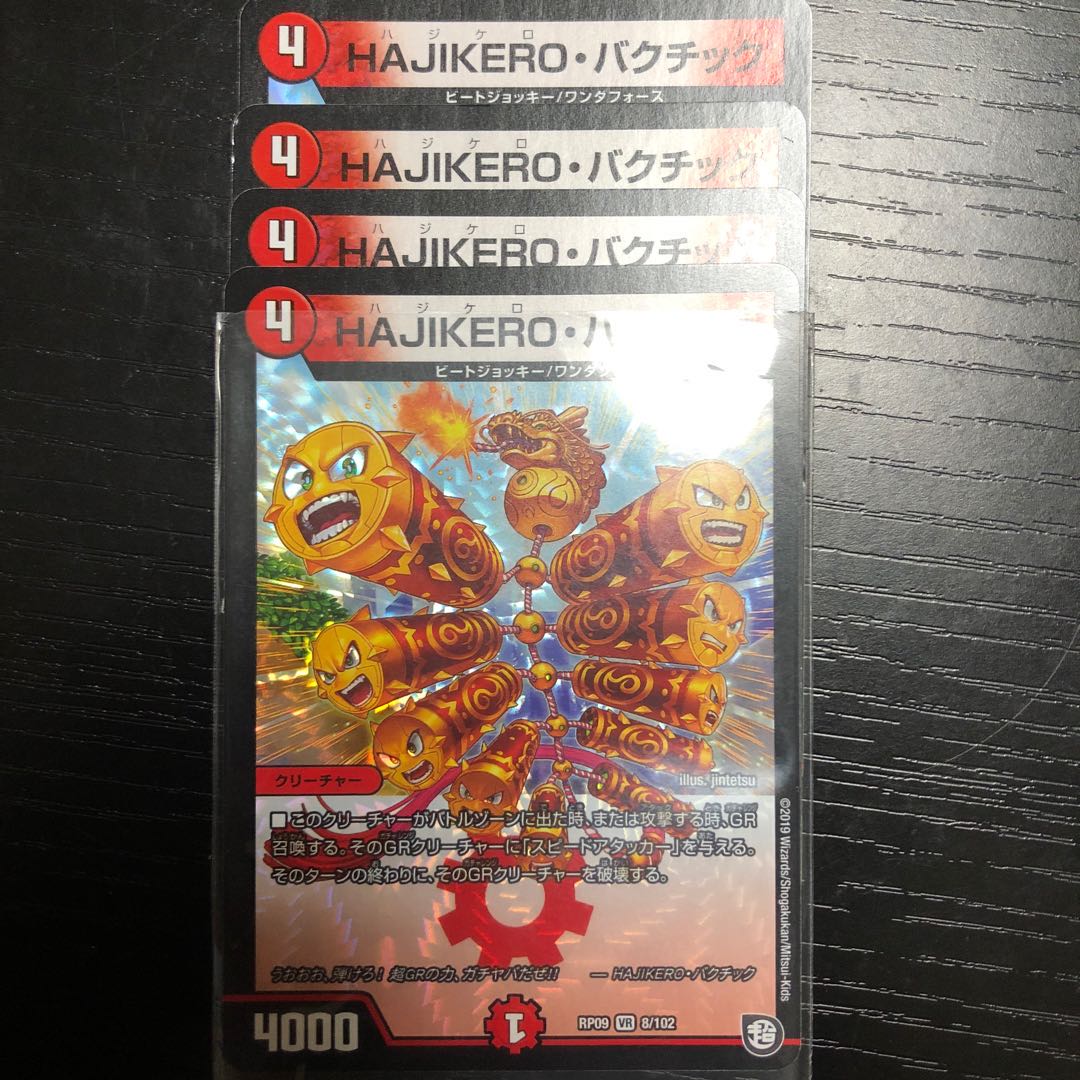 ハジケロ
4 HAJIKERO・バクチック
ビートジョッキー/ワンダフォース
ハジケロ
4 HAJIKERO・バクチック
ハジケロ
4 HAJIKERO・バクチッ
ハジケロ
4 HAJIKERO・バ
ビートジョッキー/ワンダフ
クリーチャー
illus. jintetsu
■このクリーチャーがバトルゾーンに出た時、または攻撃する時、GR
召喚する。そのGRクリーチャーに「スピードアタッカー」を与える。
そのターンの終わりに、そのGRクリーチャーを破壊する。
うおおお、弾けろ! 超GRの力、ガチャバだぜ!! ― HAJIKERO・バクチック
4000
1
RP09 VR 8/102
超
©2019 Wizards/Shogakukan/Mitsui-Kids